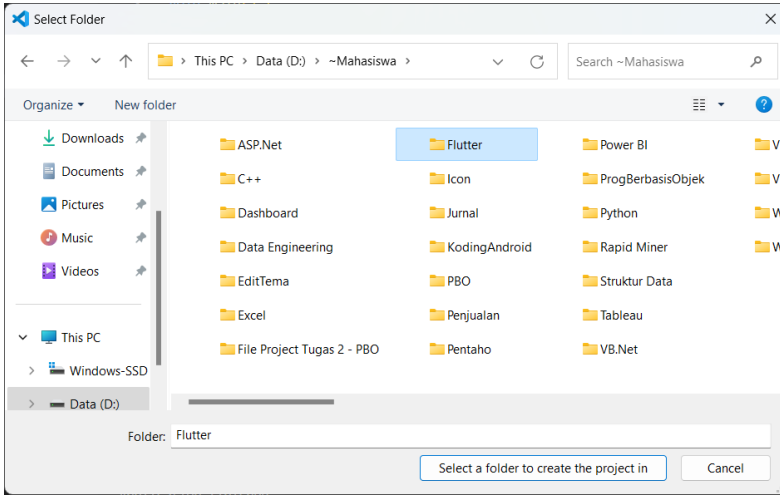 Select Folder
This PC > Data (D:) > ~Mahasiswa >
Search ~Mahasiswa
Organize New folder
Downloads
Documents
Pictures
Music
Videos
This PC
Windows-SSD
Data (D:)
ASP.Net Flutter Power BI V
C++ Icon ProgBerbasisObjek V
Dashboard Jurnal Python
Data Engineering KodingAndroid Rapid Miner
EditTema PBO Struktur Data
Excel Penjualan Tableau
File Project Tugas 2 - PBO Pentaho VB.Net
Folder: Flutter
Select a folder to create the project in Cancel